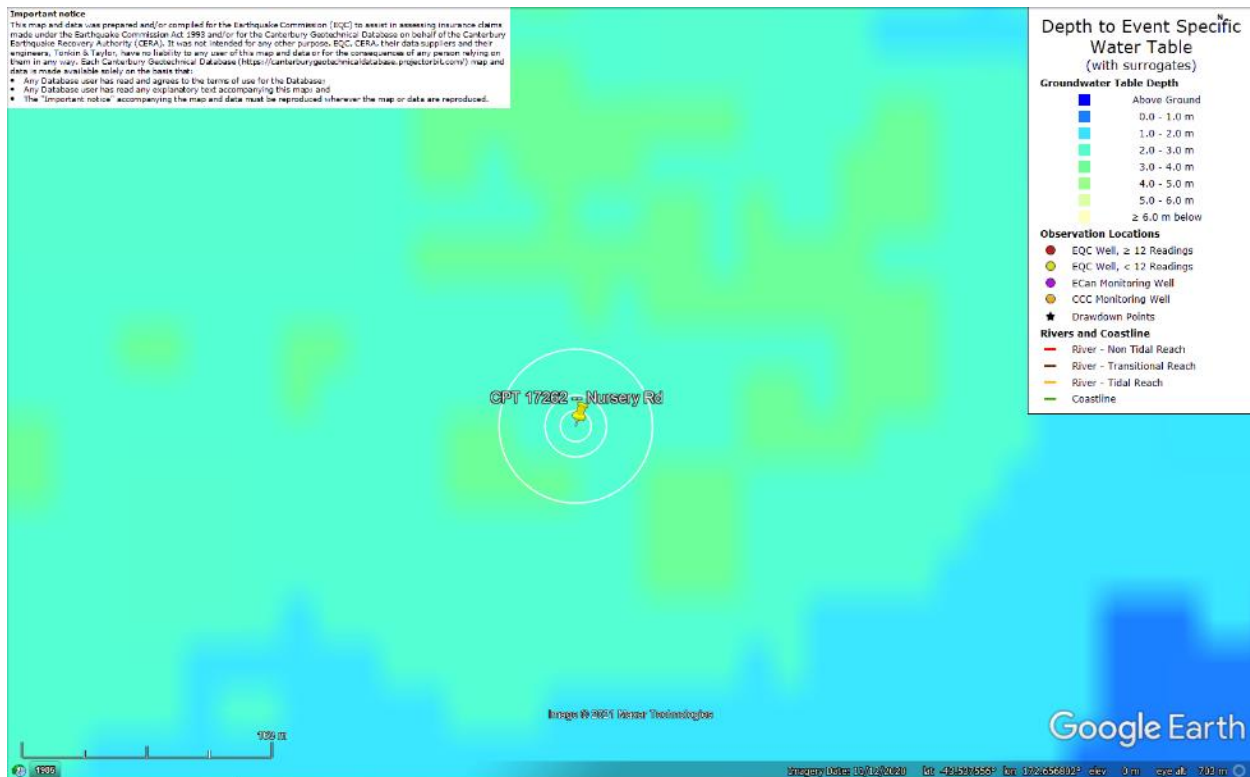 Important notice
This map and data was prepared and/or compiled for the Earthquake Commission (EQC) to assist in assessing insurance claims
made under the Earthquake Commission Act 1993 and/or for the Canterbury Geotechnical Database on behalf of the Canterbury
Earthquake Recovery Authority (CERA). It was not intended for any other purpose. EQC, CERA, their data suppliers and their
engineers, Tonkin & Taylor, have no liability to any user of this map and data or for the consequences of any person relying on
them in any way. Each Canterbury Geotechnical Database (https://canterburygeotechnicaldatabase.projectorbit.com/) map and
data is made available solely on the basis that:
• Any Database user has read and agrees to the terms of use for the Database;
• Any Database user has read any explanatory text accompanying this map; and
• The "Important notice" accompanying the map and data must be reproduced wherever the map or data are reproduced.
N
Depth to Event Specific
Water Table
(with surrogates)
Groundwater Table Depth
Above Ground
0.0 - 1.0 m
1.0 - 2.0 m
2.0 - 3.0 m
3.0 - 4.0 m
4.0 - 5.0 m
5.0 - 6.0 m
≥ 6.0 m below
Observation Locations
EQC Well, ≥ 12 Readings
EQC Well, < 12 Readings
ECan Monitoring Well
CCC Monitoring Well
Drawdown Points
Rivers and Coastline
River - Non Tidal Reach
River - Transitional Reach
River - Tidal Reach
Coastline
CPT 17262 -- Nursery Rd
Image © 2021 Maxar Technologies
Google Earth
Imagery Date: lat lon elev 0 m eye alt